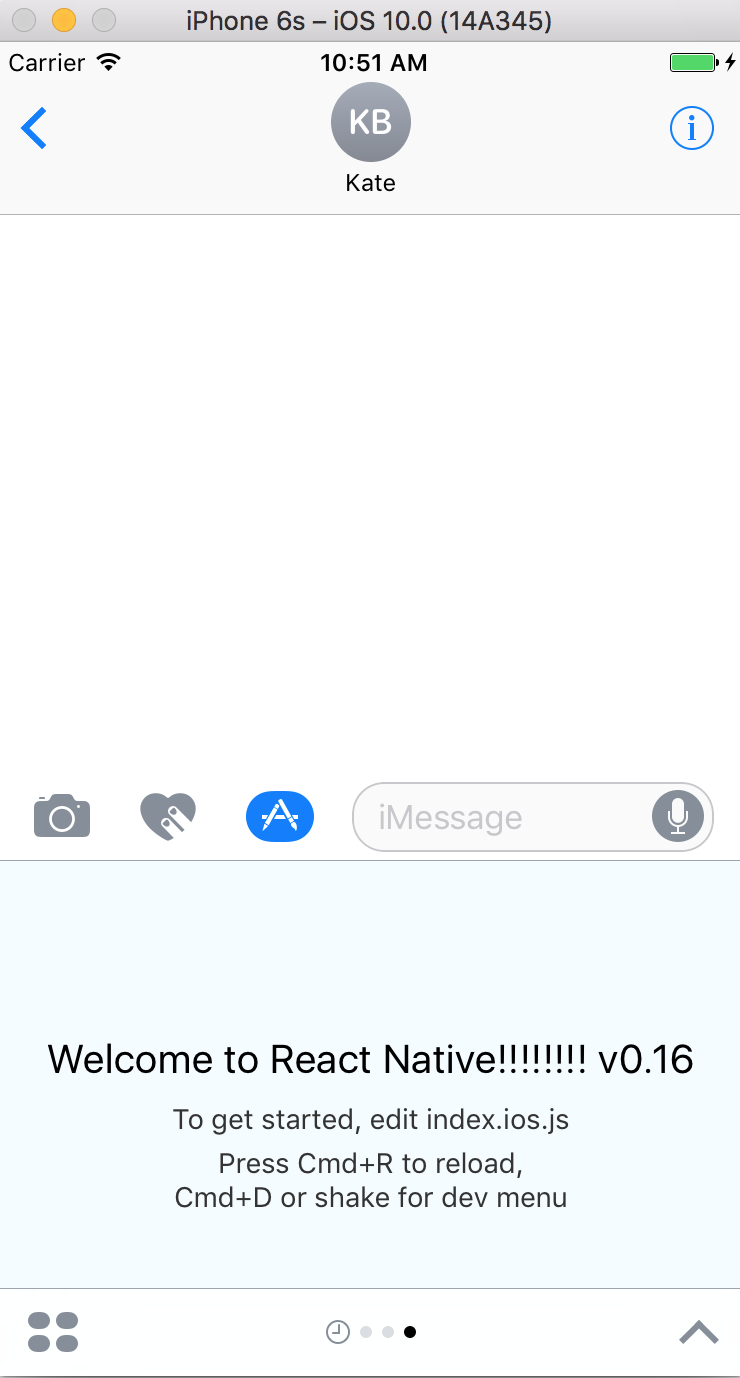 iPhone 6s – iOS 10.0 (14A345)
Carrier 10:51 AM
KB
Kate
iMessage
Welcome to React Native!!!!!!!! v0.16
To get started, edit index.ios.js
Press Cmd+R to reload,
Cmd+D or shake for dev menu